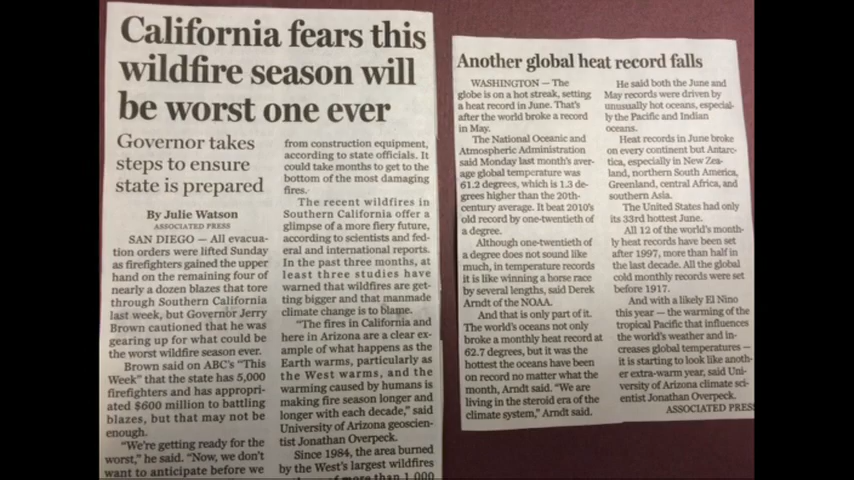 California fears this
wildfire season will
be worst one ever
Governor takes
steps to ensure
state is prepared
By Julie Watson
ASSOCIATED PRESS
SAN DIEGO — All evacua-
tion orders were lifted Sunday
as firefighters gained the upper
hand on the remaining four of
nearly a dozen blazes that tore
through Southern California
last week, but Governor Jerry
Brown cautioned that he was
gearing up for what could be
the worst wildfire season ever.
Brown said on ABC's "This
Week" that the state has 5,000
firefighters and has appropri-
ated $600 million to battling
blazes, but that may not be
enough.
"We're getting ready for the
worst," he said. "Now, we don't
want to anticipate before we
from construction equipment,
according to state officials. It
could take months to get to the
bottom of the most damaging
fires.
The recent wildfires in
Southern California offer a
glimpse of a more fiery future,
according to scientists and fed-
eral and international reports.
In the past three months, at
least three studies have
warned that wildfires are get-
ting bigger and that manmade
climate change is to blame.
"The fires in California and
here in Arizona are a clear ex-
ample of what happens as the
Earth warms, particularly as
the West warms, and the
warming caused by humans is
making fire season longer and
longer with each decade," said
University of Arizona geoscien-
tist Jonathan Overpeck.
Since 1984, the area burned
by the West's largest wildfires
of more than 1,000
Another global heat record falls
WASHINGTON — The
globe is on a hot streak, setting
a heat record in June. That's
after the world broke a record
in May.
The National Oceanic and
Atmospheric Administration
said Monday last month's aver-
age global temperature was
61.2 degrees, which is 1.3 de-
grees higher than the 20th-
century average. It beat 2010's
old record by one-twentieth of
a degree.
Although one-twentieth of
a degree does not sound like
much, in temperature records
it is like winning a horse race
by several lengths, said Derek
Arndt of the NOAA.
And that is only part of it.
The world's oceans not only
broke a monthly heat record at
62.7 degrees, but it was the
hottest the oceans have been
on record no matter what the
month, Arndt said. "We are
living in the steroid era of the
climate system," Arndt said.
He said both the June and
May records were driven by
unusually hot oceans, especial-
ly the Pacific and Indian
oceans.
Heat records in June broke
on every continent but Antarc-
tica, especially in New Zea-
land, northern South America,
Greenland, central Africa, and
southern Asia.
The United States had only
its 33rd hottest June.
All 12 of the world's month-
ly heat records have been set
after 1997, more than half in
the last decade. All the global
cold monthly records were set
before 1917.
And with a likely El Nino
this year — the warming of the
tropical Pacific that influences
the world's weather and in-
creases global temperatures —
it is starting to look like anoth-
er extra-warm year, said Uni-
versity of Arizona climate sci-
entist Jonathan Overpeck.
ASSOCIATED PRESS